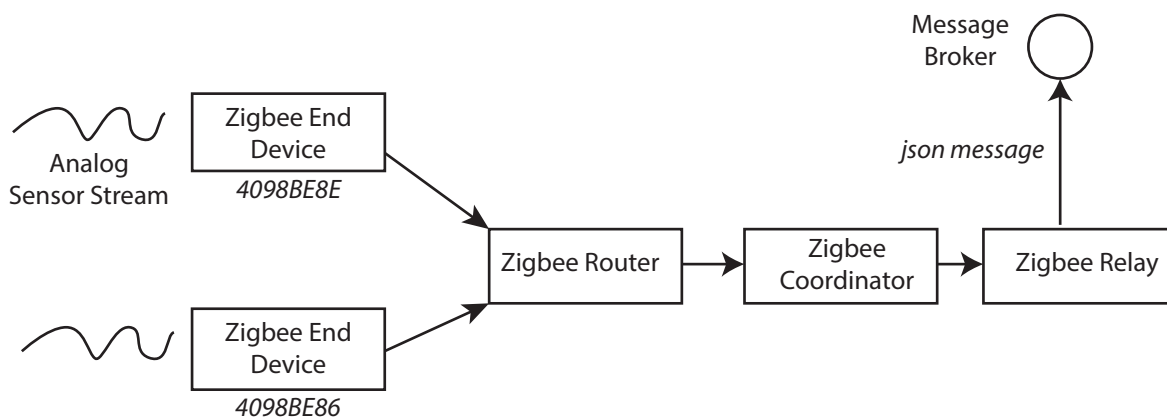 Message
Broker
Zigbee End
Device
4098BE8E
Analog
Sensor Stream
json message
Zigbee Router
Zigbee
Coordinator
Zigbee Relay
Zigbee End
Device
4098BE86